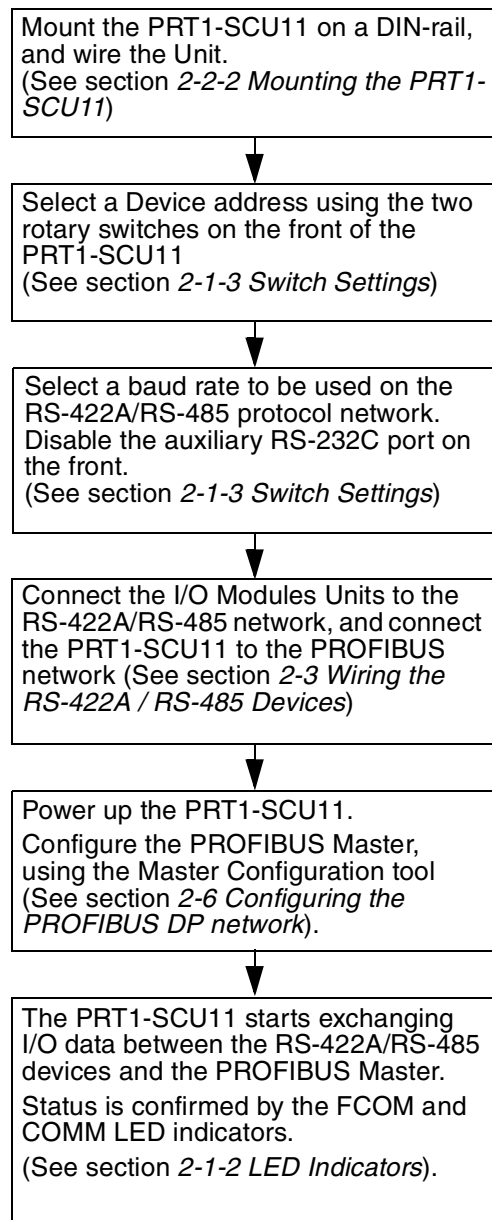 Mount the PRT1-SCU11 on a DIN-rail,
and wire the Unit.
(See section 2-2-2 Mounting the PRT1-
SCU11)
Select a Device address using the two
rotary switches on the front of the
PRT1-SCU11
(See section 2-1-3 Switch Settings)
Select a baud rate to be used on the
RS-422A/RS-485 protocol network.
Disable the auxiliary RS-232C port on
the front.
(See section 2-1-3 Switch Settings)
Connect the I/O Modules Units to the
RS-422A/RS-485 network, and connect
the PRT1-SCU11 to the PROFIBUS
network (See section 2-3 Wiring the
RS-422A / RS-485 Devices)
Power up the PRT1-SCU11.
Configure the PROFIBUS Master,
using the Master Configuration tool
(See section 2-6 Configuring the
PROFIBUS DP network).
The PRT1-SCU11 starts exchanging
I/O data between the RS-422A/RS-485
devices and the PROFIBUS Master.
Status is confirmed by the FCOM and
COMM LED indicators.
(See section 2-1-2 LED Indicators).